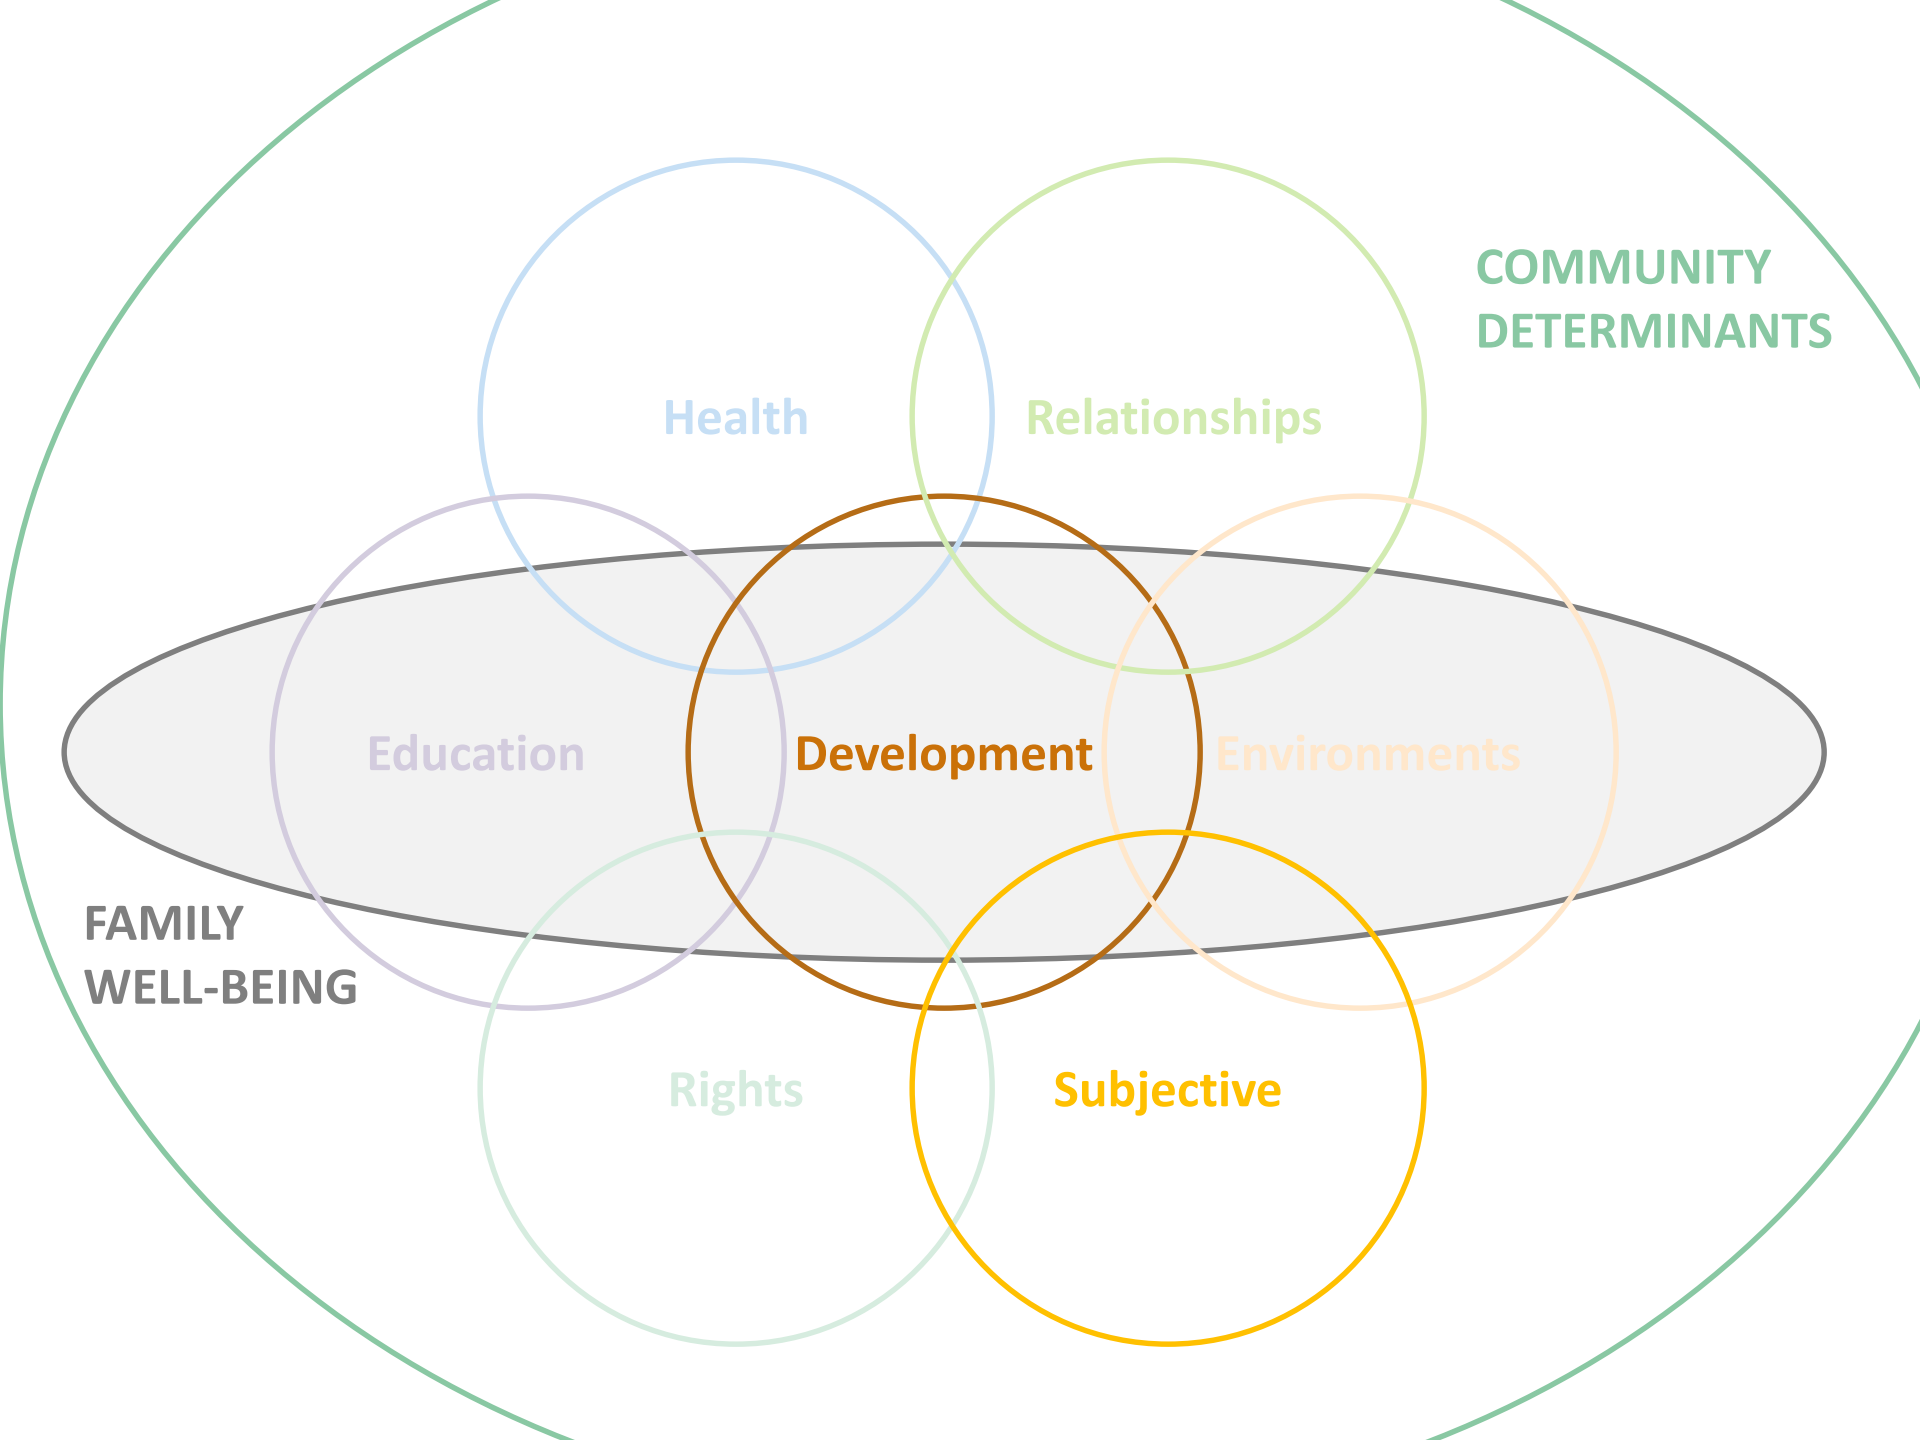 COMMUNITY
DETERMINANTS
Health
Relationships
Education
Development
Environments
FAMILY
WELL-BEING
Rights
Subjective